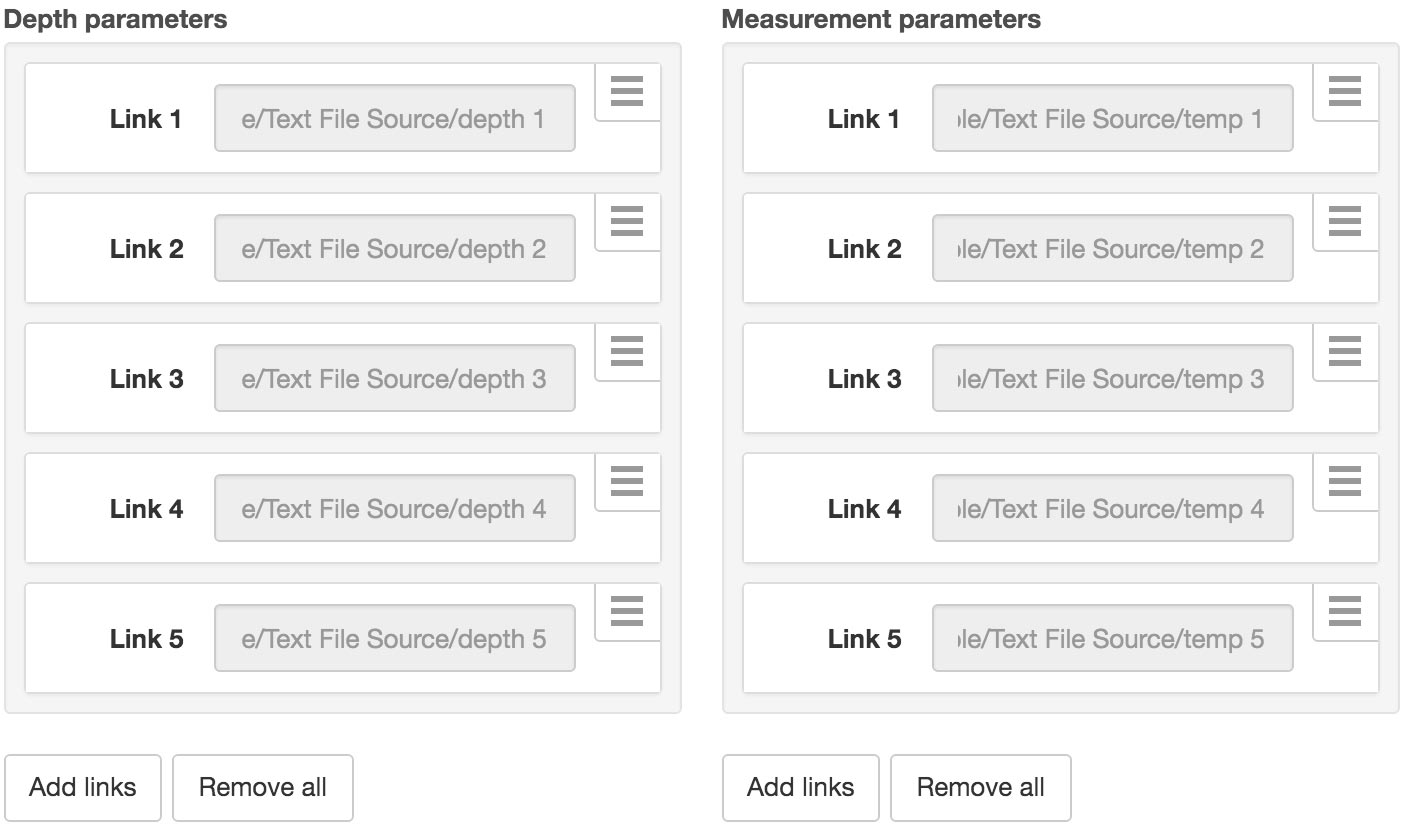 Depth parameters
Link 1 e/Text File Source/depth 1
Link 2 e/Text File Source/depth 2
Link 3 e/Text File Source/depth 3
Link 4 e/Text File Source/depth 4
Link 5 e/Text File Source/depth 5
Add links Remove all
Measurement parameters
Link 1 le/Text File Source/temp 1
Link 2 le/Text File Source/temp 2
Link 3 le/Text File Source/temp 3
Link 4 le/Text File Source/temp 4
Link 5 le/Text File Source/temp 5
Add links Remove all